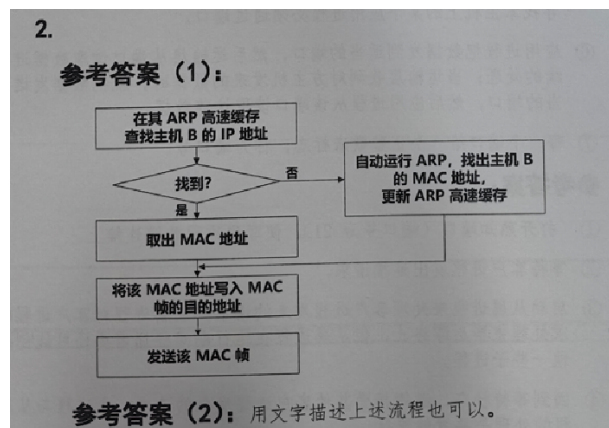 2.
参考答案（1）：
在其 ARP 高速缓存
查找主机 B 的 IP 地址
找到？
否
自动运行 ARP，找出主机 B
的 MAC 地址，
更新 ARP 高速缓存
是
取出 MAC 地址
将该 MAC 地址写入 MAC
帧的目的地址
发送该 MAC 帧
参考答案（2）：用文字描述上述流程也可以。